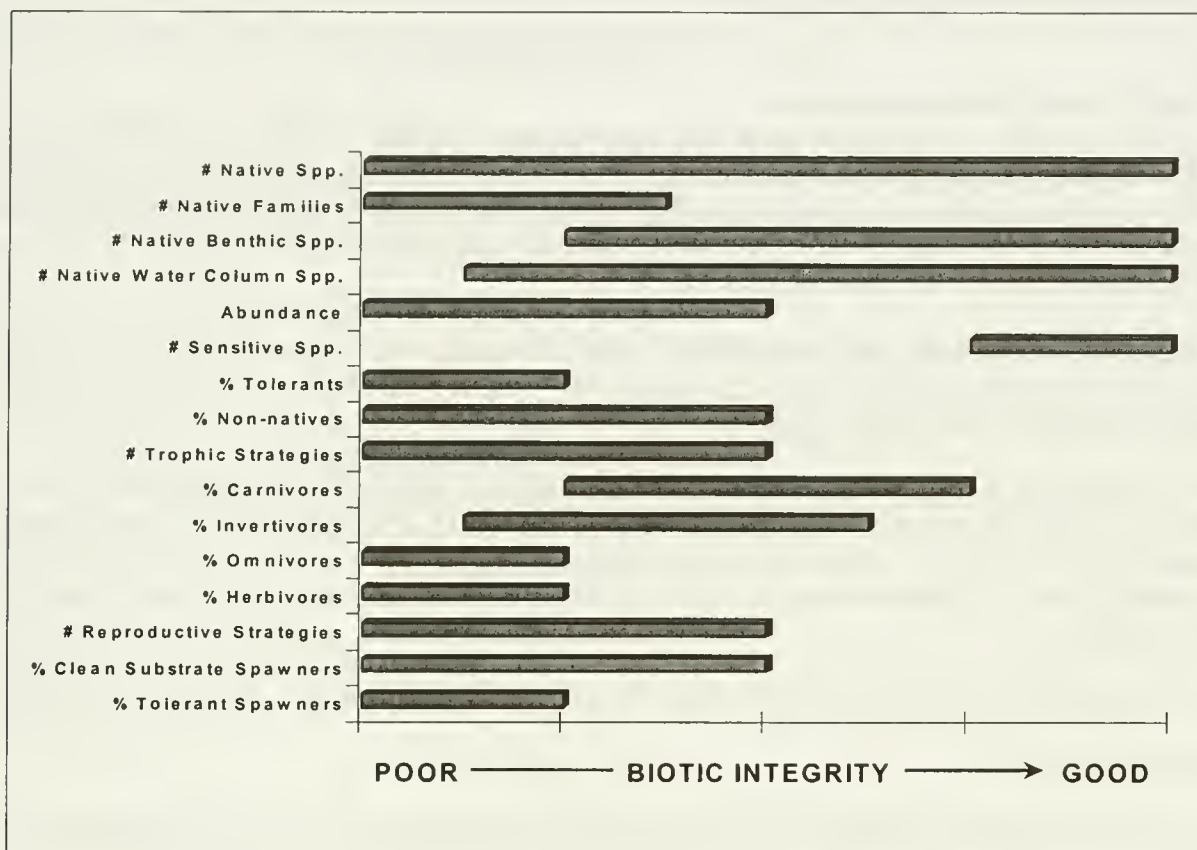 # Native Spp.
# Native Families
# Native Benthic Spp.
# Native Water Column Spp.
Abundance
# Sensitive Spp.
% Tolerants
% Non-natives
# Trophic Strategies
% Carnivores
% Invertivores
% Omnivores
% Herbivores
# Reproductive Strategies
% Clean Substrate Spawners
% Tolerant Spawners
POOR BIOTIC INTEGRITY GOOD